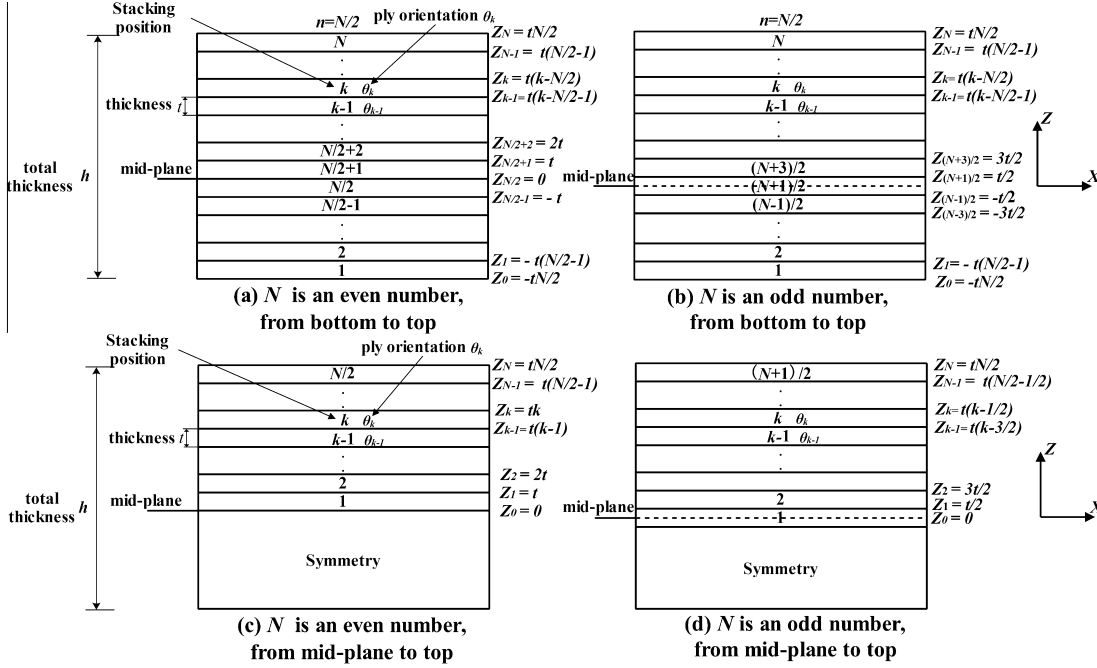 Stacking position
n=N/2
ply orientation θk
N
k θk
k-1 θk-1
N/2+2
N/2+1
N/2
N/2-1
2
1
ZN = tN/2
ZN-1 = t(N/2-1)
Zk = t(k-N/2)
Zk-1= t(k-N/2-1)
ZN/2+2 = 2t
ZN/2+1 = t
ZN/2 = 0
ZN/2-1 = - t
Z1 = - t(N/2-1)
Z0 = -tN/2
thickness t
total
thickness h
mid-plane
(a) N is an even number,
from bottom to top
n=N/2
N
k θk
k-1 θk-1
(N+3)/2
(N+1)/2
(N-1)/2
2
1
ZN = tN/2
ZN-1 = t(N/2-1)
Zk= t(k-N/2)
Zk-1= t(k-N/2-1)
Z(N+3)/2 = 3t/2
Z(N+1)/2 = t/2
Z(N-1)/2 = -t/2
Z(N-3)/2 = -3t/2
Z1 = - t(N/2-1)
Z0 = -tN/2
mid-plane
Z
X
(b) N is an odd number,
from bottom to top
Stacking
position
ply orientation θk
N/2
k θk
k-1 θk-1
2
1
Symmetry
ZN = tN/2
ZN-1 = t(N/2-1)
Zk = tk
Zk-1= t(k-1)
Z2 = 2t
Z1 = t
Z0 = 0
thickness t
total
thickness h
mid-plane
(c) N is an even number,
from mid-plane to top
(N+1)/2
k θk
k-1 θk-1
2
1
Symmetry
ZN = tN/2
ZN-1 = t(N/2-1/2)
Zk= t(k-1/2)
Zk-1= t(k-3/2)
Z2 = 3t/2
Z1 = t/2
Z0 = 0
mid-plane
Z
X
(d) N is an odd number,
from mid-plane to top